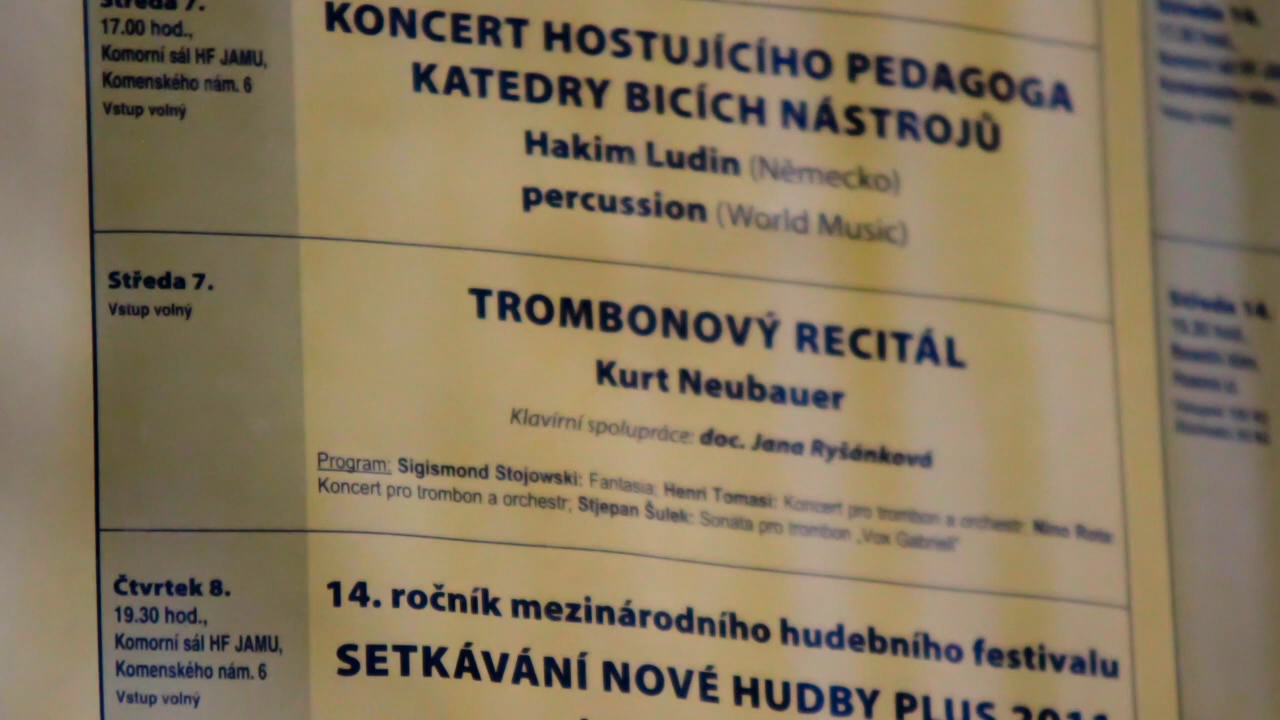 Středa 7.
17.00 hod.,
Komorní sál HF JAMU,
Komenského nám. 6
Vstup volný
KONCERT HOSTUJÍCÍHO PEDAGOGA
KATEDRY BICÍCH NÁSTROJŮ
Hakim Ludin (Německo)
percussion (World Music)
Středa 7.
Vstup volný
TROMBONOVÝ RECITÁL
Kurt Neubauer
Klavírní spolupráce: doc. Jana Ryšánková
Program: Sigismond Stojowski: Fantasia; Henri Tomasi: Koncert pro trombon a orchestr; Nino Rota:
Koncert pro trombon a orchestr; Stjepan Šulek: Sonata pro trombon „Vox Gabrieli“
Čtvrtek 8.
19.30 hod.,
Komorní sál HF JAMU,
Komenského nám. 6
Vstup volný
14. ročník mezinárodního hudebního festivalu
SETKÁVÁNÍ NOVÉ HUDBY PLUS
Středa 14.